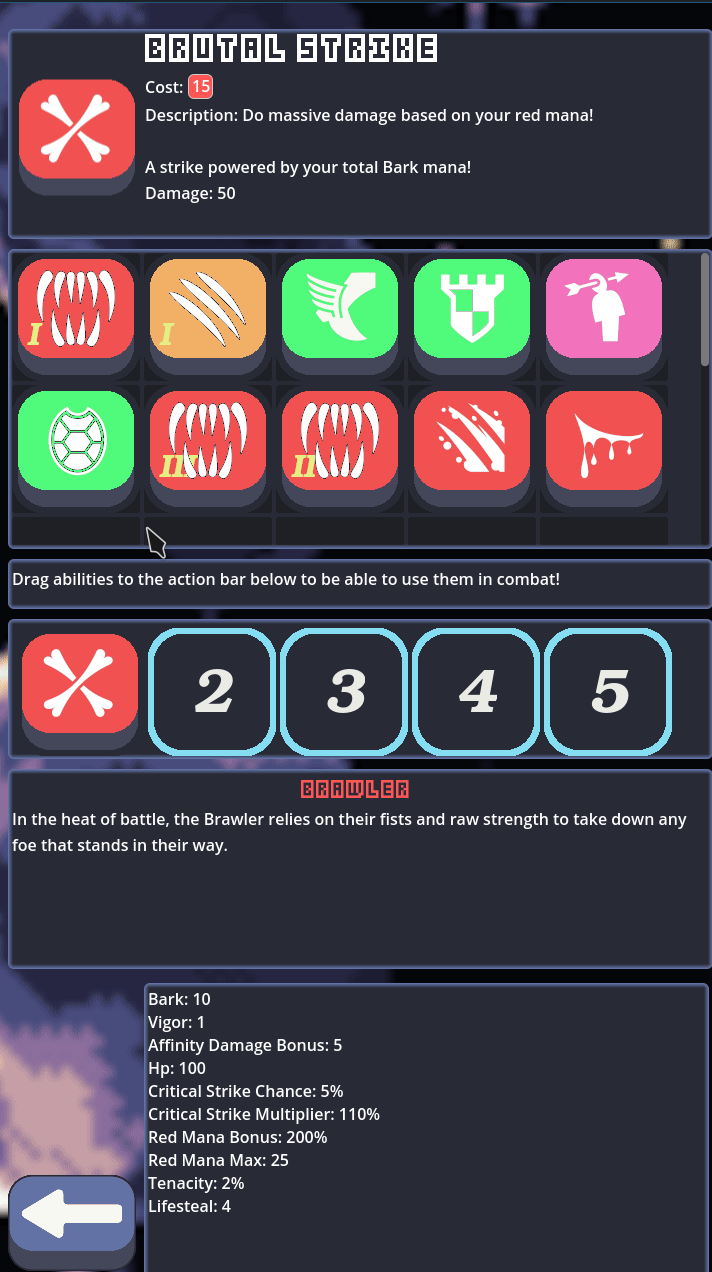 BRUTAL STRIKE
Cost: 15
Description: Do massive damage based on your red mana!
A strike powered by your total Bark mana!
Damage: 50
I I
III II
Drag abilities to the action bar below to be able to use them in combat!
2 3 4 5
BRAWLER
In the heat of battle, the Brawler relies on their fists and raw strength to take down any
foe that stands in their way.
Bark: 10
Vigor: 1
Affinity Damage Bonus: 5
Hp: 100
Critical Strike Chance: 5%
Critical Strike Multiplier: 110%
Red Mana Bonus: 200%
Red Mana Max: 25
Tenacity: 2%
Lifesteal: 4